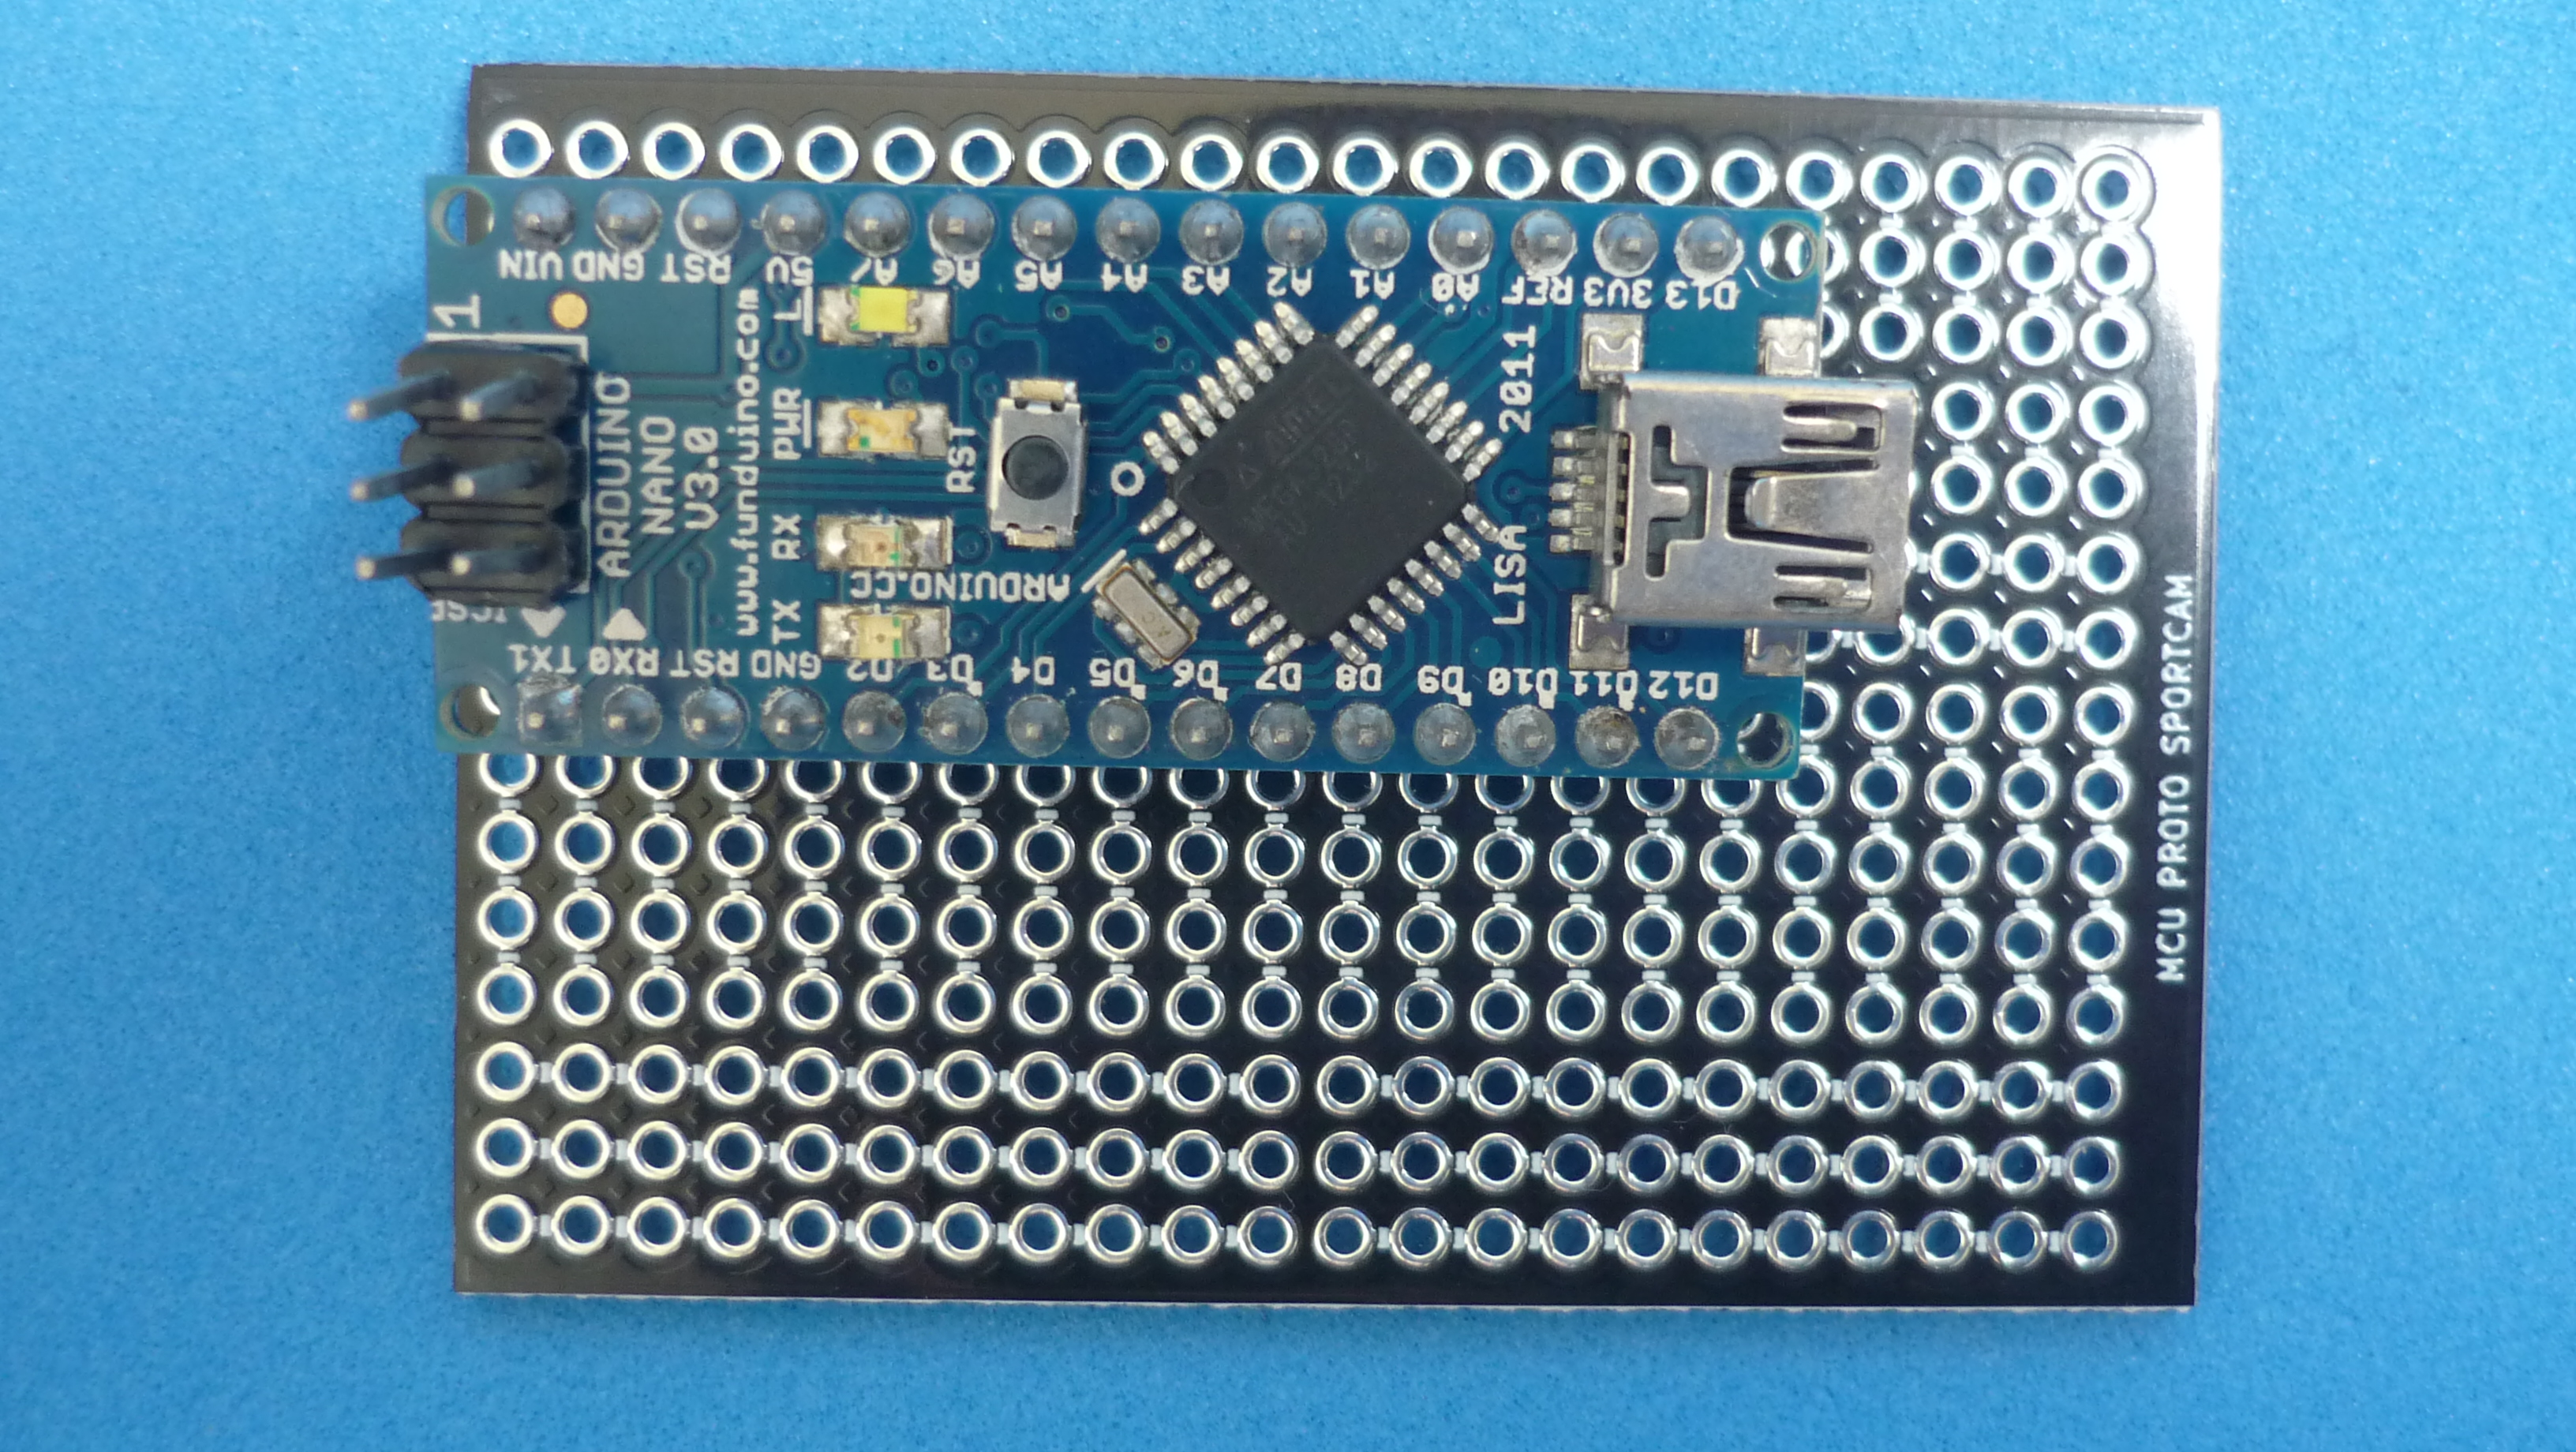 VIN GND RST 5V A7 A6 A5 A4 A3 A2 A1 A0 REF 3V3 D13
1
ARDUINO
NANO
V3.0
www.funduino.com
L
PWR
RX
TX
RST
ARDUINO.CC
ATMEL
LISA 2011
ICSP
TX1 RX0 RST GND D2 D3 D4 D5 D6 D7 D8 D9 D10 D11 D12
MCU PROTO SPORTCAM